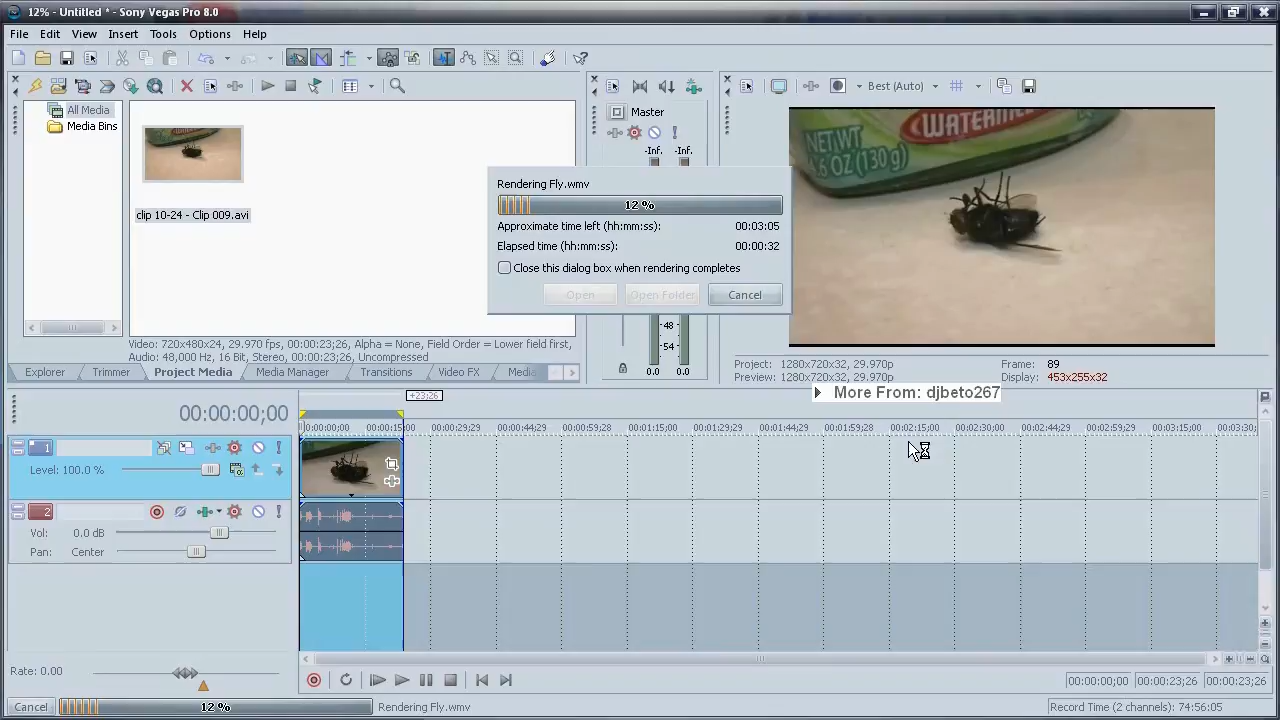 12% - Untitled * - Sony Vegas Pro 8.0
File Edit View Insert Tools Options Help
All Media
Media Bins
clip 10-24 - Clip 009.avi
Master
-Inf. -Inf.
Best (Auto)
NET WT
4.6 OZ (130 g)
WATERMEL
Rendering Fly.wmv
12 %
Approximate time left (hh:mm:ss): 00:03:05
Elapsed time (hh:mm:ss): 00:00:32
Close this dialog box when rendering completes
Open Open Folder Cancel
-48
-54
0.0 0.0
Video: 720x480x24, 29.970 fps, 00:00:23;26, Alpha = None, Field Order = Lower field first,
Audio: 48,000 Hz, 16 Bit, Stereo, 00:00:23;26, Uncompressed
Explorer Trimmer Project Media Media Manager Transitions Video FX Media
Project: 1280x720x32, 29.970p Frame: 89
Preview: 1280x720x32, 29.970p Display: 453x255x32
More From: djbeto267
00:00:00;00
+23;26
00:00:00;00 00:00:15;00 00:00:29;29 00:00:44;29 00:00:59;28 00:01:15;00 00:01:29;29 00:01:44;29 00:01:59;28 00:02:15;00 00:02:30;00 00:02:44;29 00:02:59;29 00:03:15;00 00:03:30;
1
Level: 100.0 %
2
Vol: 0.0 dB
Pan: Center
Rate: 0.00
00:00:00;00 00:00:23;26 00:00:23;26
Cancel 12 % Rendering Fly.wmv
Record Time (2 channels): 74:56:05